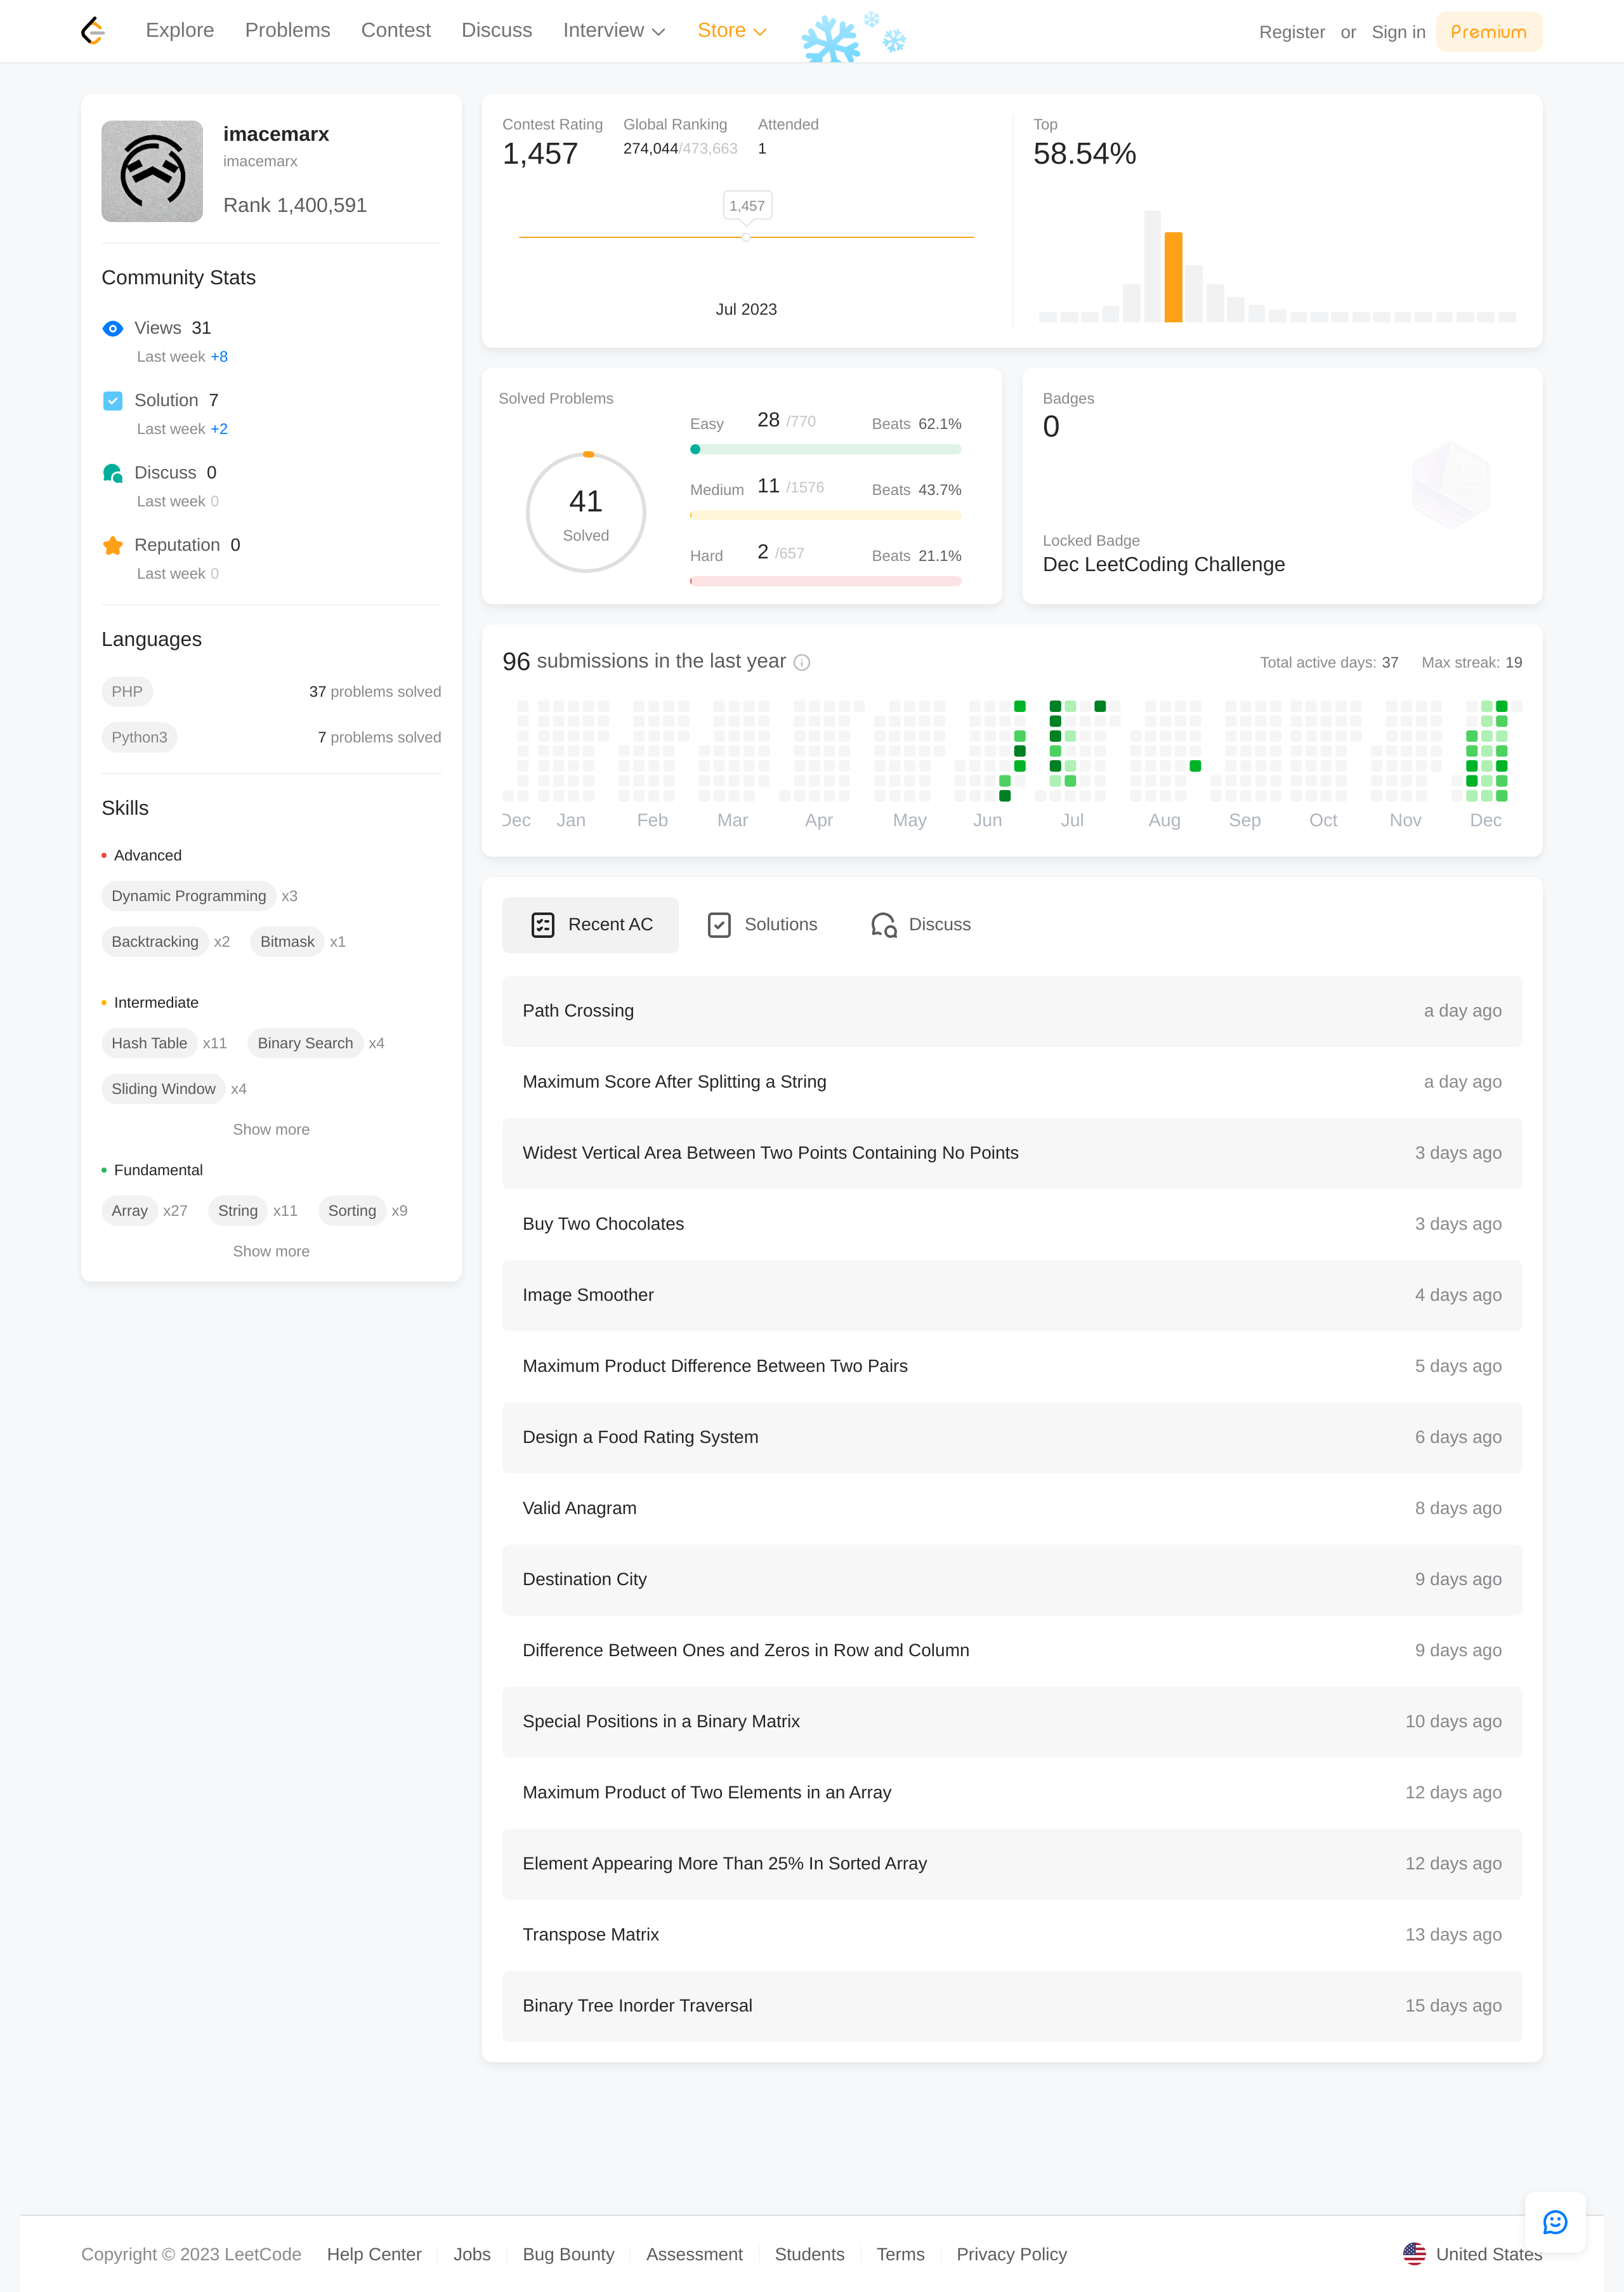 Explore Problems Contest Discuss Interview Store Register or Sign in Premium
imacemarx
imacemarx
Rank 1,400,591
Community Stats
Views 31
Last week +8
Solution 7
Last week +2
Discuss 0
Last week 0
Reputation 0
Last week 0
Languages
PHP 37 problems solved
Python3 7 problems solved
Skills
Advanced
Dynamic Programming x3
Backtracking x2 Bitmask x1
Intermediate
Hash Table x11 Binary Search x4
Sliding Window x4
Show more
Fundamental
Array x27 String x11 Sorting x9
Show more
Contest Rating Global Ranking Attended
1,457 274,044/473,663 1
1,457
Jul 2023
Top
58.54%
Solved Problems
41
Solved
Easy 28 /770 Beats 62.1%
Medium 11 /1576 Beats 43.7%
Hard 2 /657 Beats 21.1%
Badges
0
Locked Badge
Dec LeetCoding Challenge
96 submissions in the last year Total active days: 37 Max streak: 19
Dec Jan Feb Mar Apr May Jun Jul Aug Sep Oct Nov Dec
Recent AC Solutions Discuss
Path Crossing a day ago
Maximum Score After Splitting a String a day ago
Widest Vertical Area Between Two Points Containing No Points 3 days ago
Buy Two Chocolates 3 days ago
Image Smoother 4 days ago
Maximum Product Difference Between Two Pairs 5 days ago
Design a Food Rating System 6 days ago
Valid Anagram 8 days ago
Destination City 9 days ago
Difference Between Ones and Zeros in Row and Column 9 days ago
Special Positions in a Binary Matrix 10 days ago
Maximum Product of Two Elements in an Array 12 days ago
Element Appearing More Than 25% In Sorted Array 12 days ago
Transpose Matrix 13 days ago
Binary Tree Inorder Traversal 15 days ago
Copyright © 2023 LeetCode Help Center Jobs Bug Bounty Assessment Students Terms Privacy Policy United States